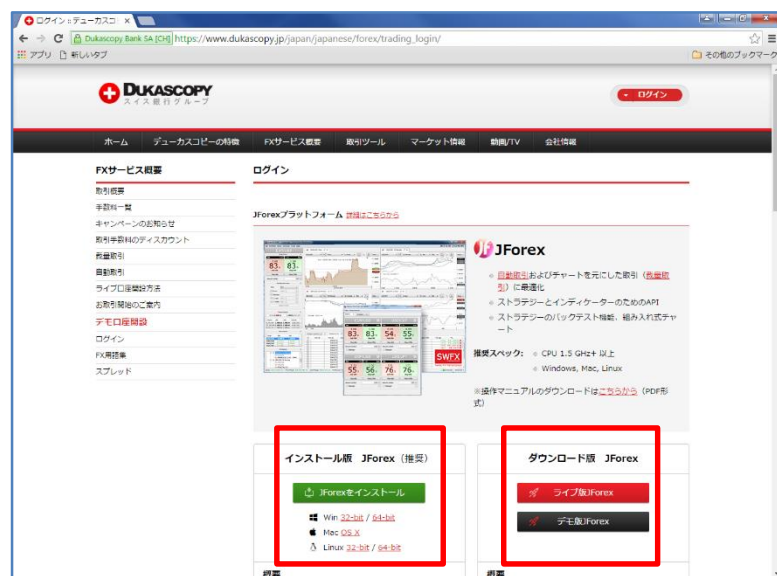 ログイン :: デューカスコ
Dukascopy Bank SA [CH] https://www.dukascopy.jp/japan/japanese/forex/trading_login/
アプリ 新しいタブ その他のブックマーク
DUKASCOPY
スイス銀行グループ
ログイン
ホーム デューカスコピーの特徴 FXサービス概要 取引ツール マーケット情報 動画/TV 会社情報
FXサービス概要
取引概要
手数料一覧
キャンペーンのお知らせ
取引手数料のディスカウント
裁量取引
自動取引
ライブ口座開設方法
お取引開始のご案内
デモ口座開設
ログイン
FX用語集
スプレッド
ログイン
JForexプラットフォーム 詳細はこちらから
SWFX
JForex
自動取引およびチャートを元にした取引（裁量取
引）に最適化
ストラテジーとインディケーターのためのAPI
ストラテジーのバックテスト機能、組み入れ式チャ
ート
推奨スペック: CPU 1.5 GHz+ 以上
Windows, Mac, Linux
※操作マニュアルのダウンロードはこちらから（PDF形
式）
インストール版 JForex（推奨）
JForexをインストール
Win 32-bit / 64-bit
Mac OS X
Linux 32-bit / 64-bit
概要
ダウンロード版 JForex
ライブ版JForex
デモ版JForex
概要